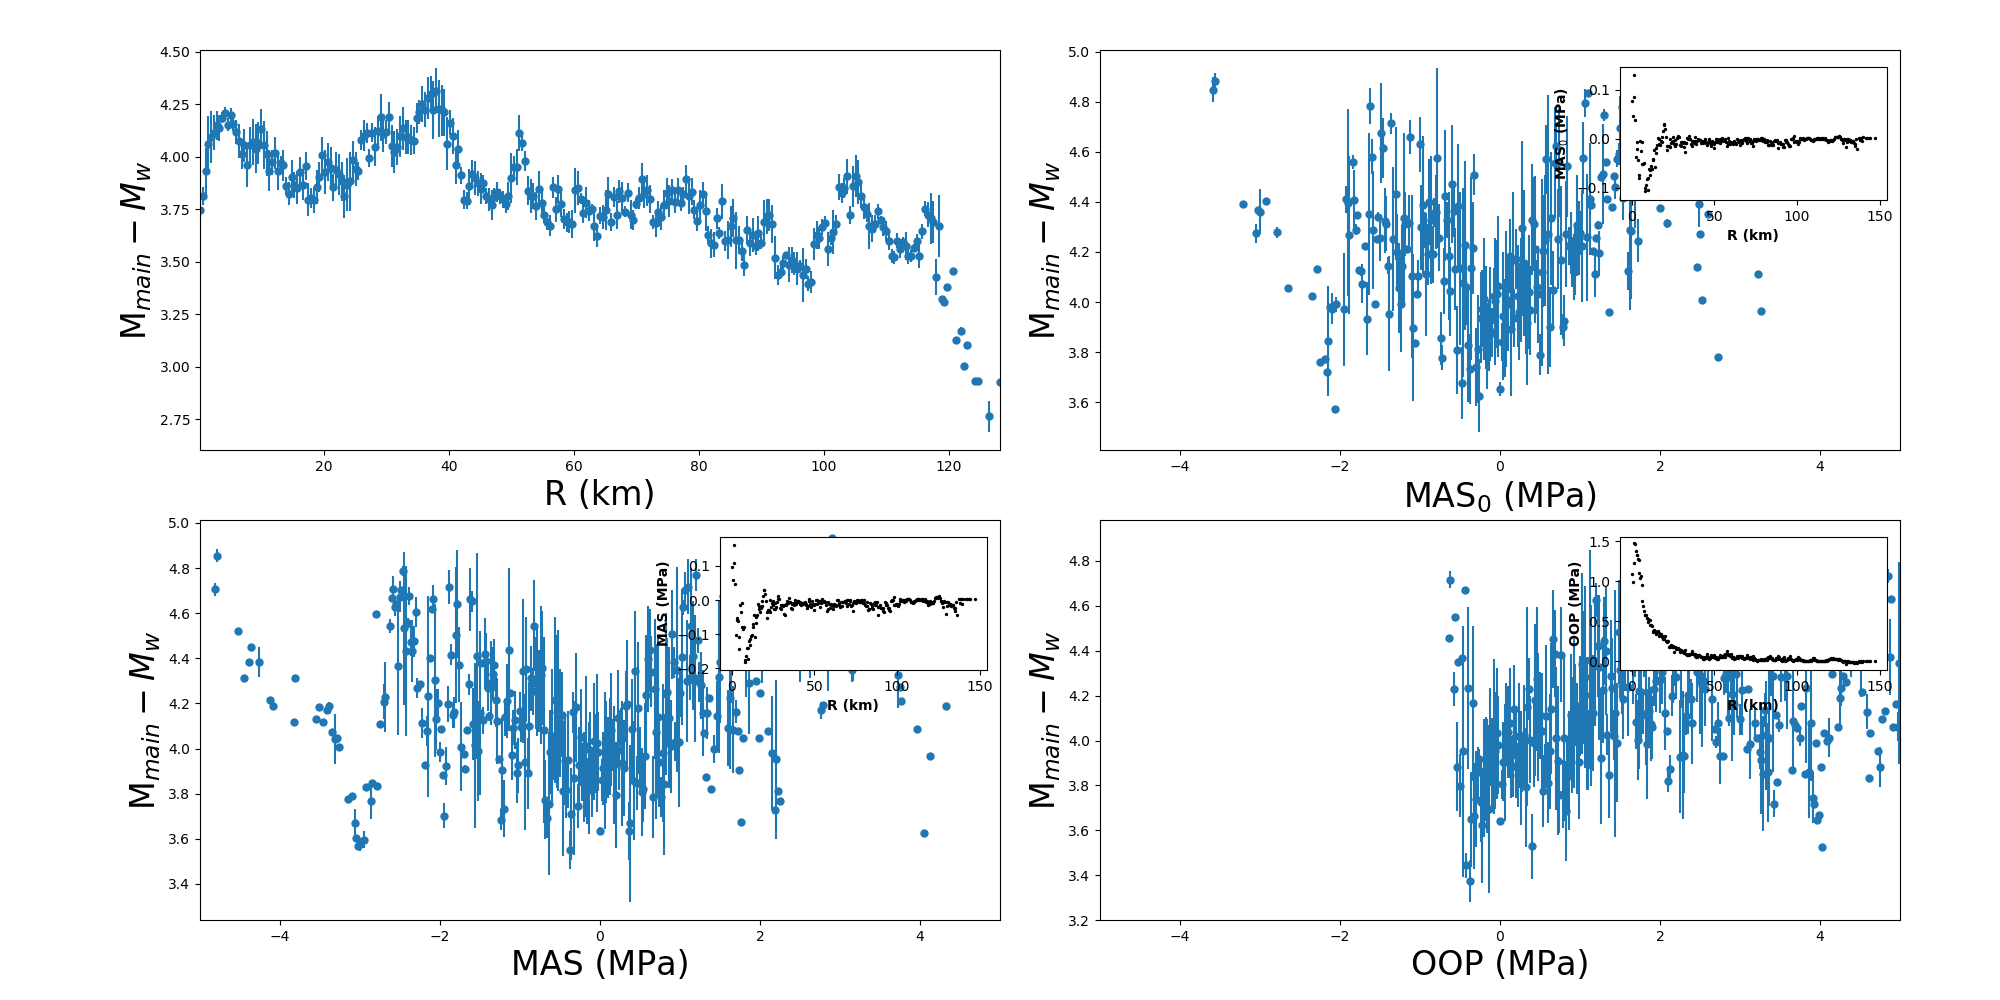 4.50
4.25
4.00
3.75
3.50
3.25
3.00
2.75
M_main − M_w
20 40 60 80 100 120
R (km)
5.0
4.8
4.6
4.4
4.2
4.0
3.8
3.6
M_main − M_w
−4 −2 0 2 4
MAS₀ (MPa)
0.1
0.0
−0.1
MAS₀ (MPa)
0 50 100 150
R (km)
5.0
4.8
4.6
4.4
4.2
4.0
3.8
3.6
3.4
M_main − M_w
−4 −2 0 2 4
MAS (MPa)
0.1
0.0
−0.1
−0.2
MAS (MPa)
0 50 100 150
R (km)
4.8
4.6
4.4
4.2
4.0
3.8
3.6
3.4
3.2
M_main − M_w
−4 −2 0 2 4
OOP (MPa)
1.5
1.0
0.5
0.0
OOP (MPa)
0 50 100 150
R (km)